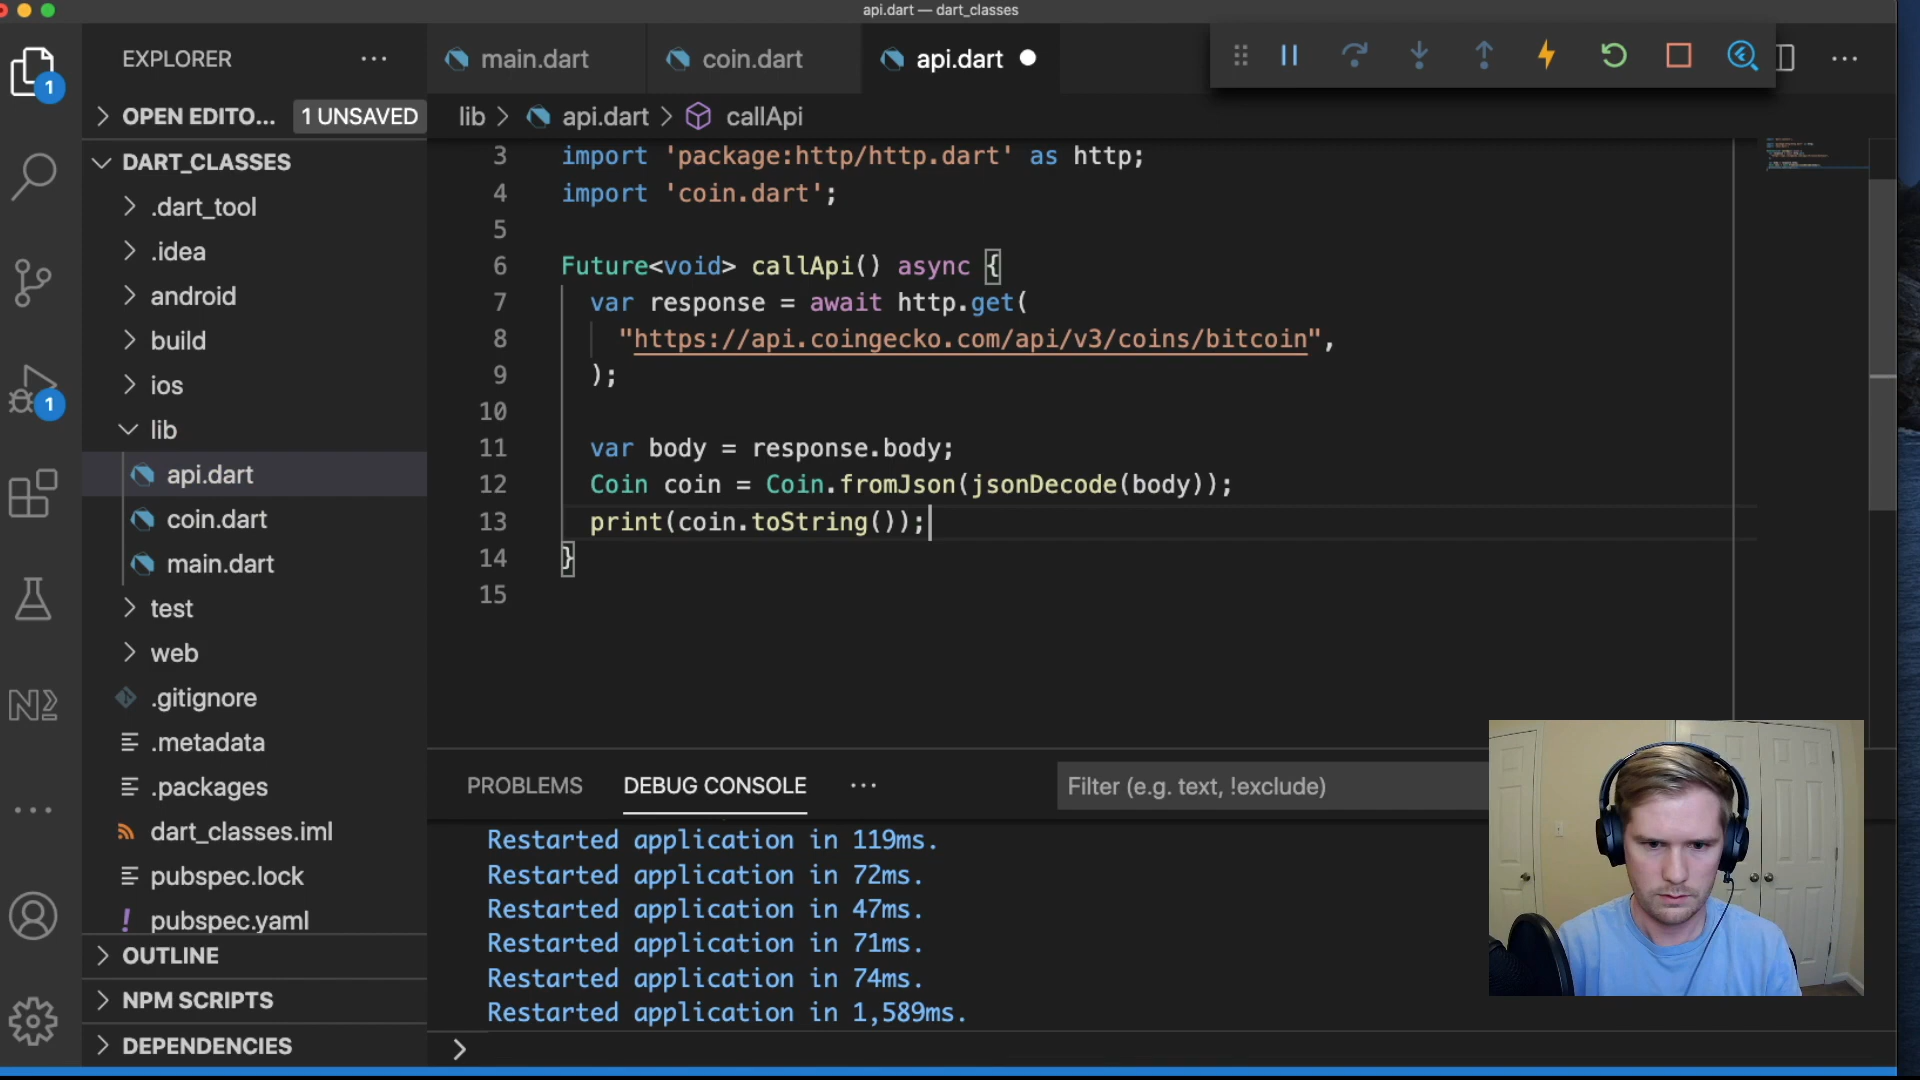 api.dart — dart_classes
EXPLORER
main.dart
coin.dart
api.dart
OPEN EDITO...
1 UNSAVED
lib
api.dart
callApi
DART_CLASSES
.dart_tool
.idea
android
build
ios
lib
api.dart
coin.dart
main.dart
test
web
.gitignore
.metadata
.packages
dart_classes.iml
pubspec.lock
pubspec.yaml
OUTLINE
NPM SCRIPTS
DEPENDENCIES
1
1
3 import 'package:http/http.dart' as http;
4 import 'coin.dart';
5
6 Future<void> callApi() async {
7 var response = await http.get(
8 "https://api.coingecko.com/api/v3/coins/bitcoin",
9 );
10
11 var body = response.body;
12 Coin coin = Coin.fromJson(jsonDecode(body));
13 print(coin.toString());
14 }
15
PROBLEMS
DEBUG CONSOLE
Filter (e.g. text, !exclude)
Restarted application in 119ms.
Restarted application in 72ms.
Restarted application in 47ms.
Restarted application in 71ms.
Restarted application in 74ms.
Restarted application in 1,589ms.